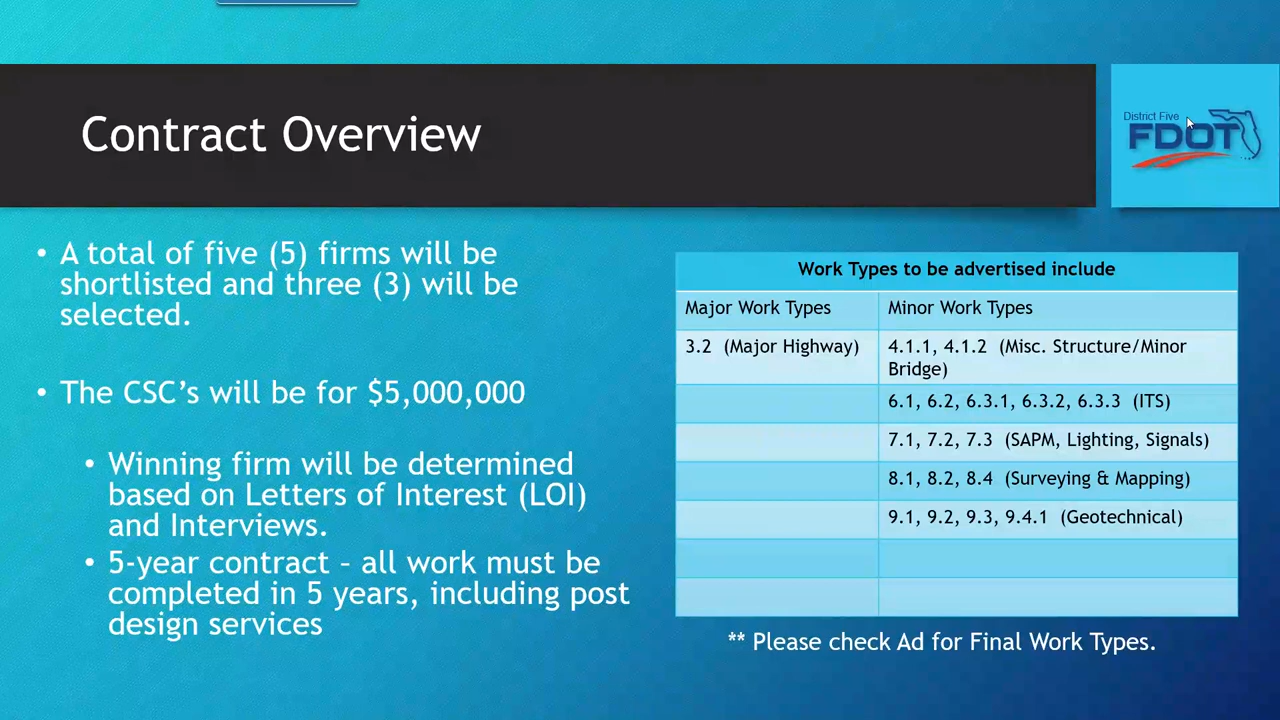 Contract Overview
District Five
FDOT
• A total of five (5) firms will be
shortlisted and three (3) will be
selected.
• The CSC’s will be for $5,000,000
• Winning firm will be determined
based on Letters of Interest (LOI)
and Interviews.
• 5-year contract – all work must be
completed in 5 years, including post
design services
Work Types to be advertised include
Major Work Types
Minor Work Types
3.2 (Major Highway)
4.1.1, 4.1.2 (Misc. Structure/Minor
Bridge)
6.1, 6.2, 6.3.1, 6.3.2, 6.3.3 (ITS)
7.1, 7.2, 7.3 (SAPM, Lighting, Signals)
8.1, 8.2, 8.4 (Surveying & Mapping)
9.1, 9.2, 9.3, 9.4.1 (Geotechnical)
** Please check Ad for Final Work Types.